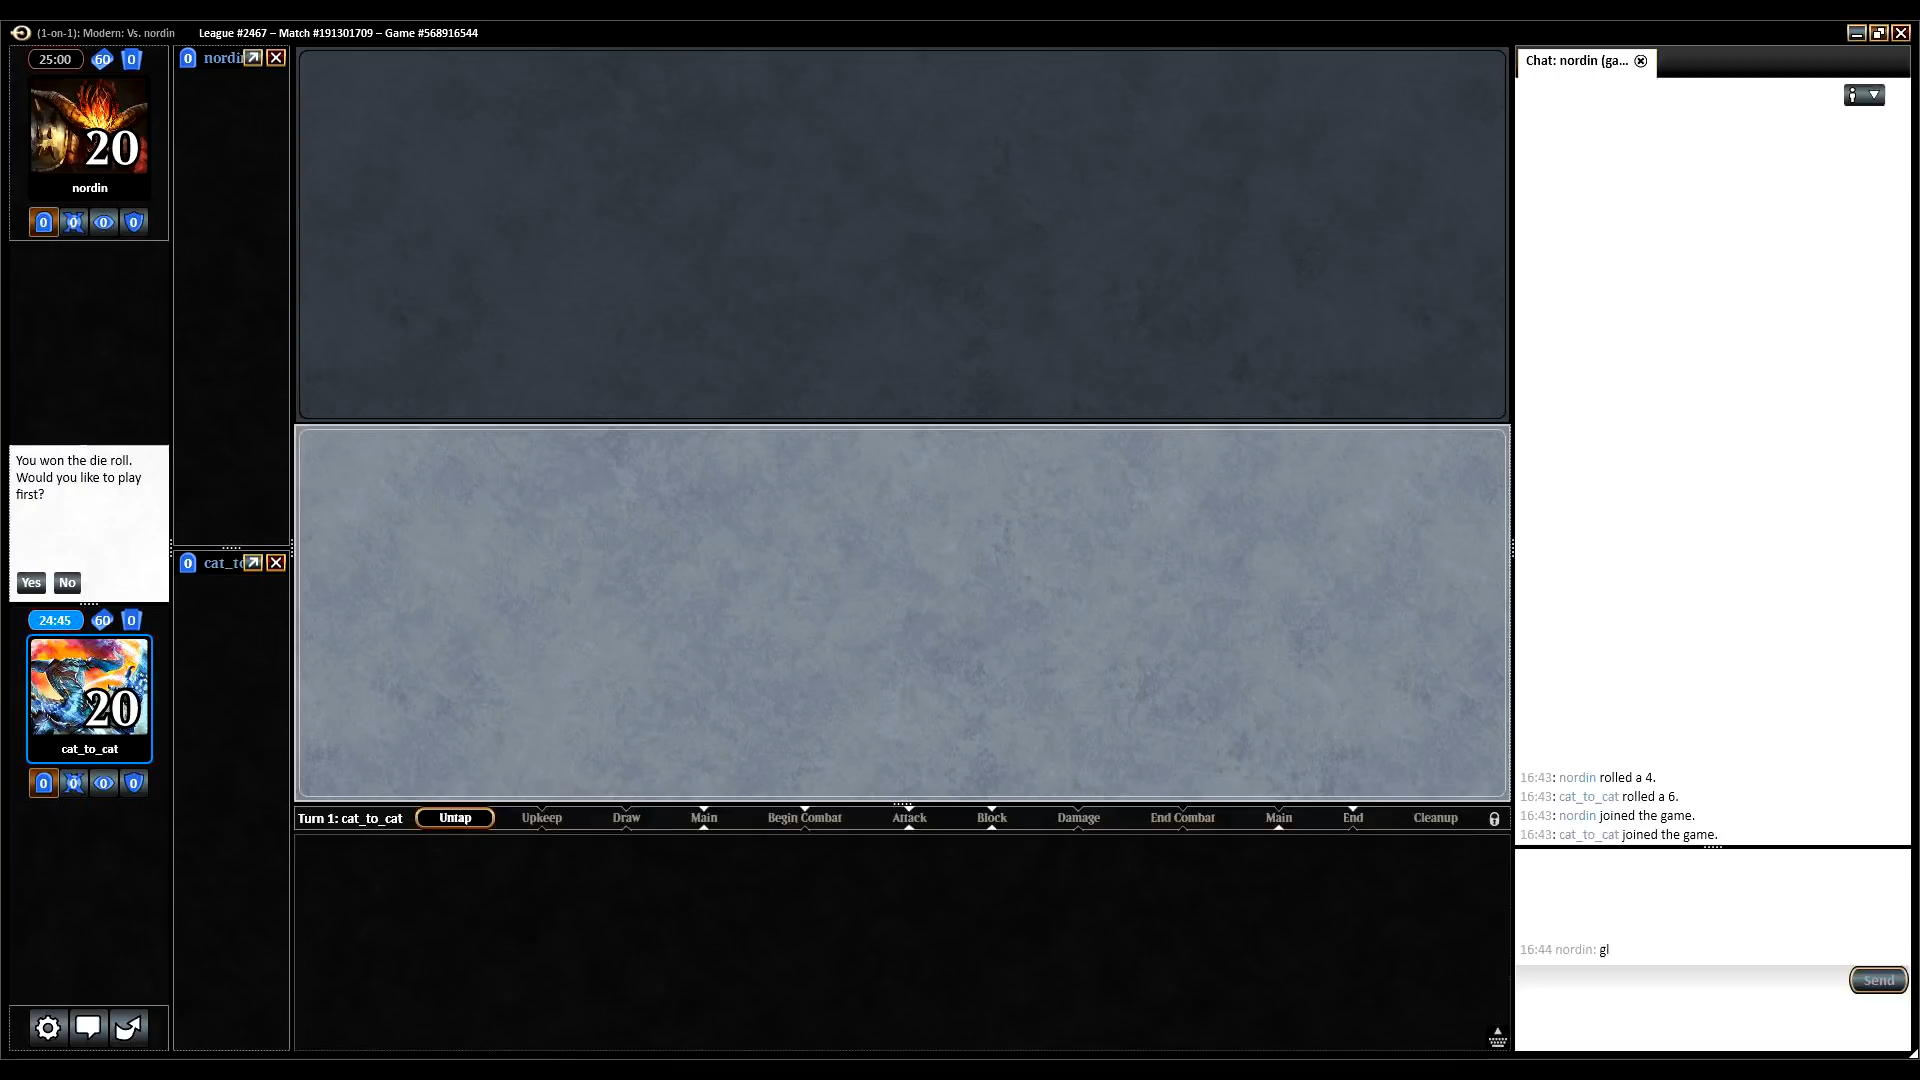 (1-on-1): Modern: Vs. nordin
League #2467 – Match #191301709 – Game #568916544
25:00
60
0
20
nordin
0
0
0
0
0
You won the die roll.
Would you like to play
first?
Yes
No
24:45
60
0
20
cat_to_cat
0
0
0
0
0
Turn 1: cat_to_cat
Untap
Upkeep
Draw
Main
Begin Combat
Attack
Block
Damage
End Combat
Main
End
Cleanup
Chat: nordin (ga...
16:43: nordin rolled a 4.
16:43: cat_to_cat rolled a 6.
16:43: nordin joined the game.
16:43: cat_to_cat joined the game.
16:44 nordin: gl
Send